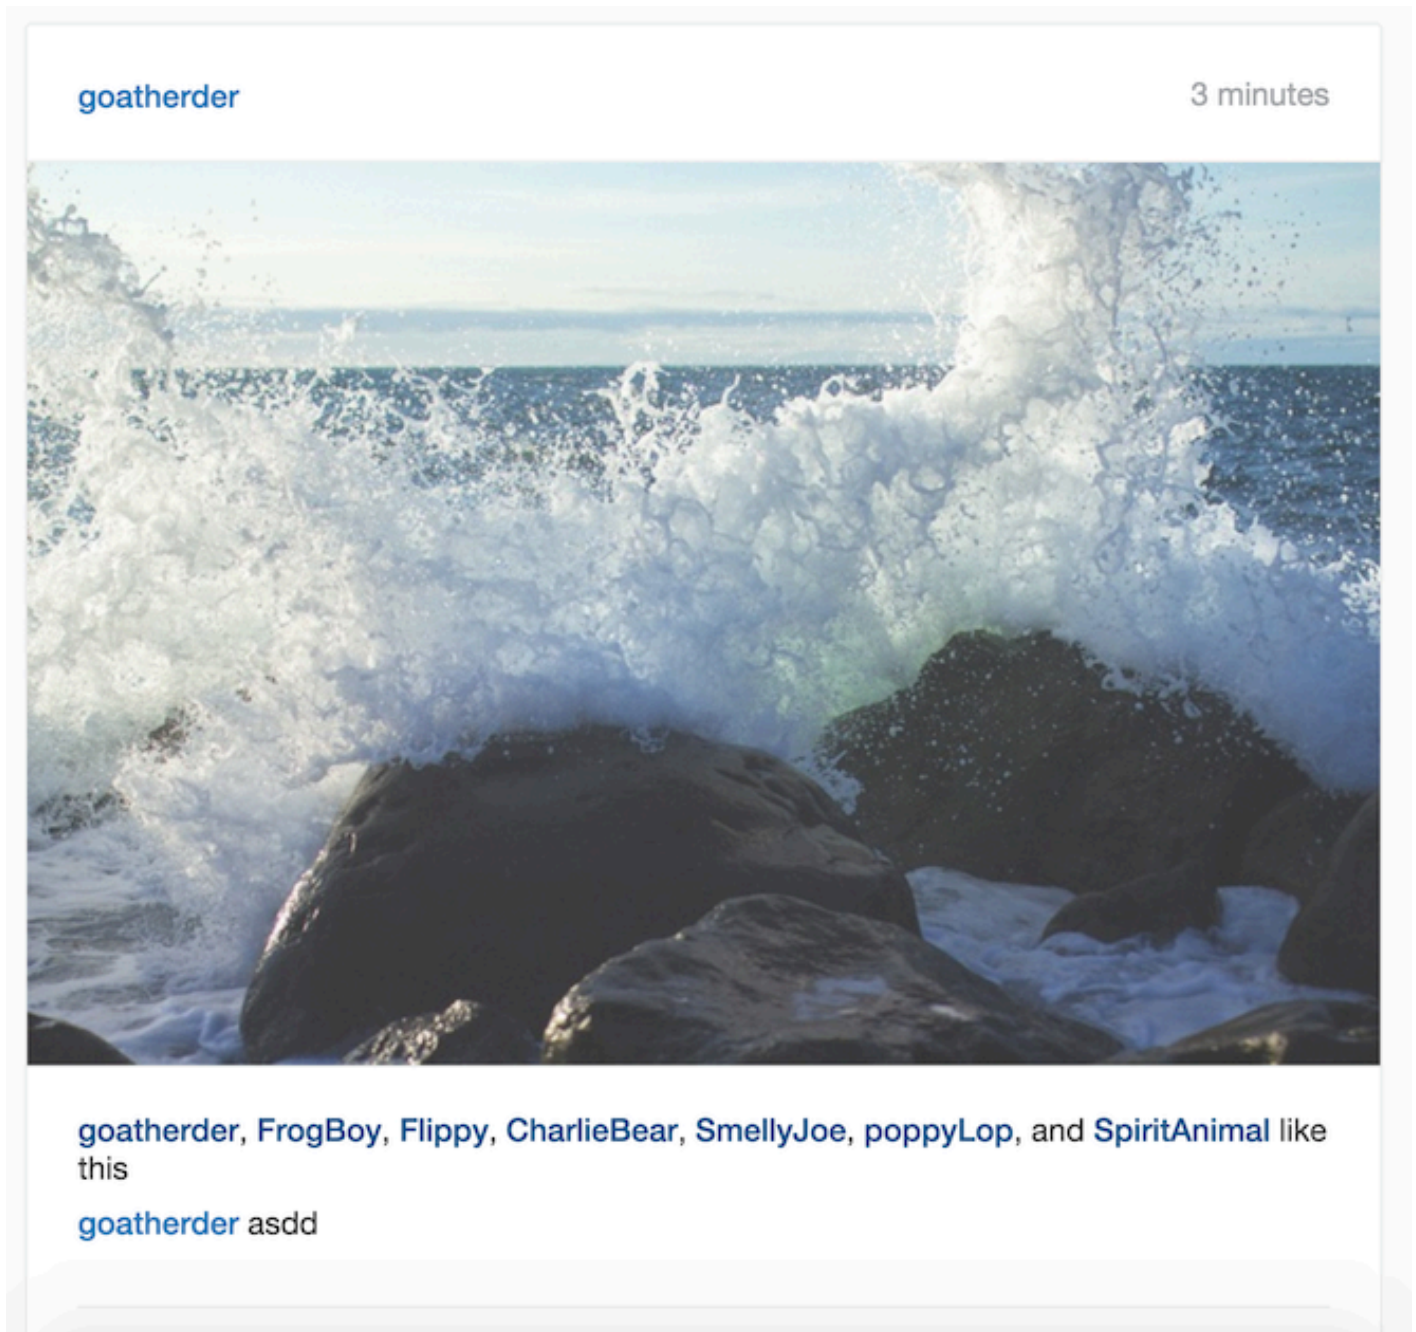 goatherder
3 minutes
goatherder, FrogBoy, Flippy, CharlieBear, SmellyJoe, poppyLop, and SpiritAnimal like
this
goatherder asdd